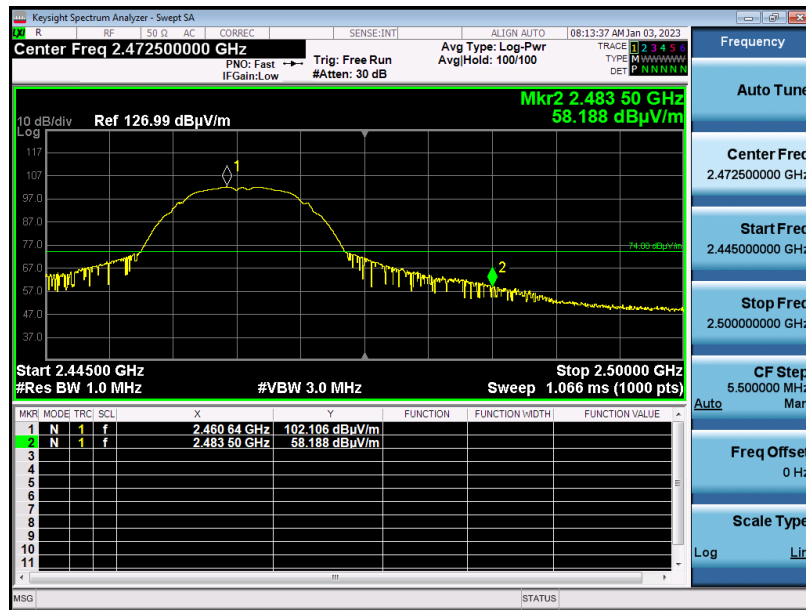 Keysight Spectrum Analyzer - Swept SA
LXI R RF 50 Ω AC CORREC SENSE:INT ALIGN AUTO 08:13:37 AM Jan 03, 2023
Center Freq 2.472500000 GHz
PNO: Fast
IFGain:Low
Trig: Free Run
#Atten: 30 dB
Avg Type: Log-Pwr
Avg|Hold: 100/100
TRACE 1 2 3 4 5 6
TYPE M WWWWW
DET P N N N N N
Mkr2 2.483 50 GHz
58.188 dBµV/m
10 dB/div Ref 126.99 dBµV/m
Log
117
107
97.0
87.0
77.0
67.0
57.0
47.0
37.0
1
2
74.00 dBµV/m
Start 2.44500 GHz Stop 2.50000 GHz
#Res BW 1.0 MHz #VBW 3.0 MHz Sweep 1.066 ms (1000 pts)
MKR MODE TRC SCL X Y FUNCTION FUNCTION WIDTH FUNCTION VALUE
1 N 1 f 2.460 64 GHz 102.106 dBµV/m
2 N 1 f 2.483 50 GHz 58.188 dBµV/m
3
4
5
6
7
8
9
10
11
MSG STATUS
Frequency
Auto Tune
Center Freq
2.472500000 GHz
Start Freq
2.445000000 GHz
Stop Freq
2.500000000 GHz
CF Step
5.500000 MHz
Auto Man
Freq Offset
0 Hz
Scale Type
Log Lin